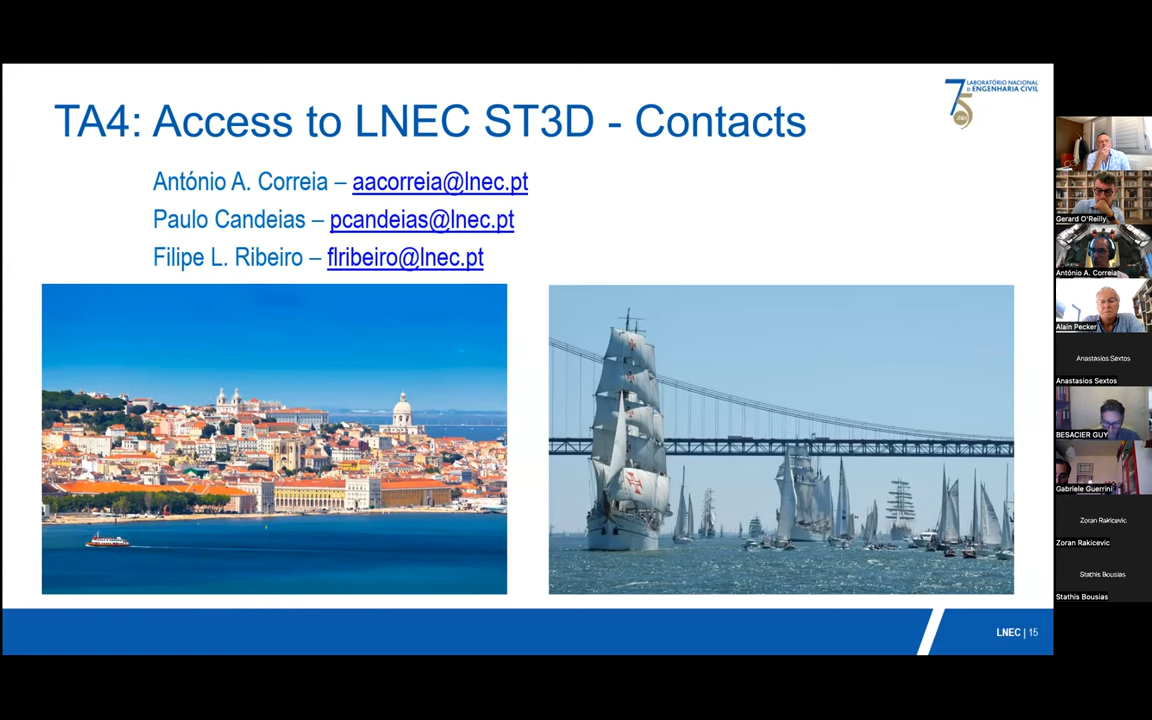 TA4: Access to LNEC ST3D - Contacts
75 LABORATÓRIO NACIONAL
DE ENGENHARIA CIVIL
LNEC
António A. Correia – aacorreia@lnec.pt
Paulo Candeias – pcandeias@lnec.pt
Filipe L. Ribeiro – flribeiro@lnec.pt
LNEC | 15
Gerard O'Reilly
António A. Correia
Alain Pecker
Anastasios Sextos
Anastasios Sextos
BESACIER GUY
Gabriele Guerrini
Zoran Rakicevic
Zoran Rakicevic
Stathis Bousias
Stathis Bousias